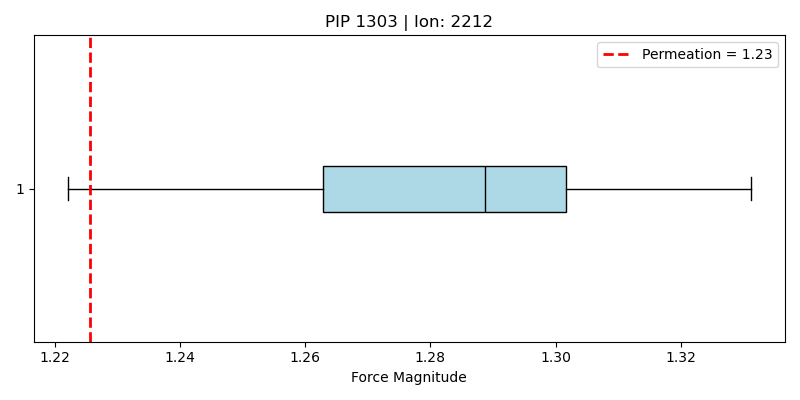 PIP 1303 | Ion: 2212
Permeation = 1.23
1
1.22 1.24 1.26 1.28 1.30 1.32
Force Magnitude